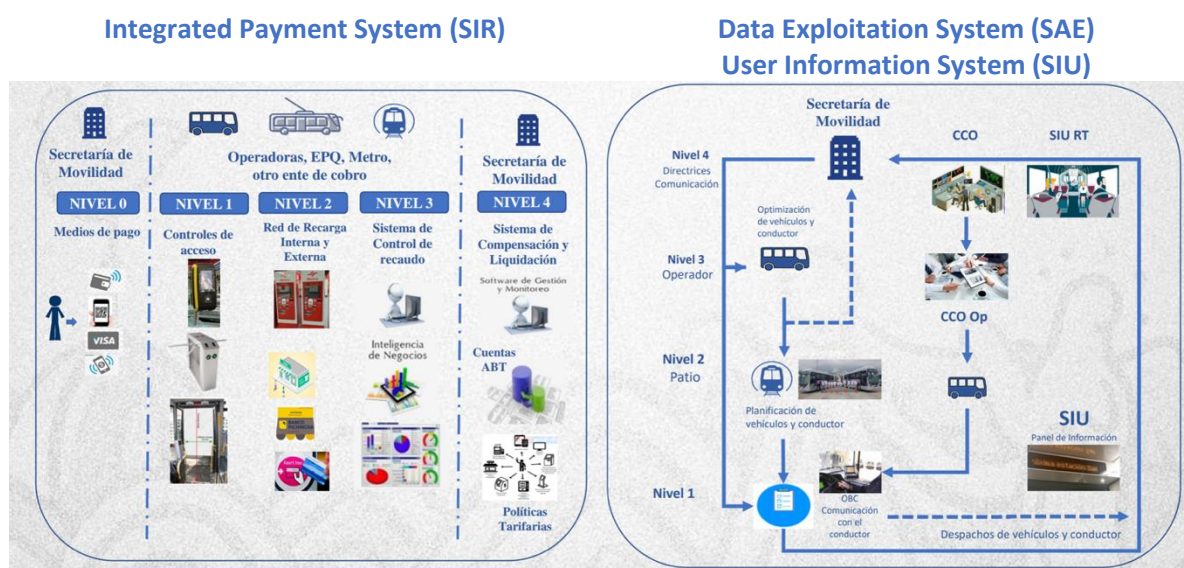 Integrated Payment System (SIR)
Secretaría de
Movilidad
NIVEL 0
Medios de pago
VISA
Operadoras, EPQ, Metro,
otro ente de cobro
NIVEL 1
Controles de
acceso
NIVEL 2
Red de Recarga
Interna y
Externa
NIVEL 3
Sistema de
Control de
recaudo
Inteligencia
de Negocios
Secretaría de
Movilidad
NIVEL 4
Sistema de
Compensación y
Liquidación
Software de Gestión
y Monitoreo
Cuentas
ABT
Políticas
Tarifarias
Data Exploitation System (SAE)
User Information System (SIU)
Secretaría de
Movilidad
CCO
SIU RT
Nivel 4
Directrices
Comunicación
Optimización
de vehículos y
conductor
Nivel 3
Operador
CCO Op
Nivel 2
Patio
Planificación de
vehículos y conductor
SIU
Panel de Información
Nivel 1
OBC
Comunicación
con el
conductor
Despachos de vehículos y conductor